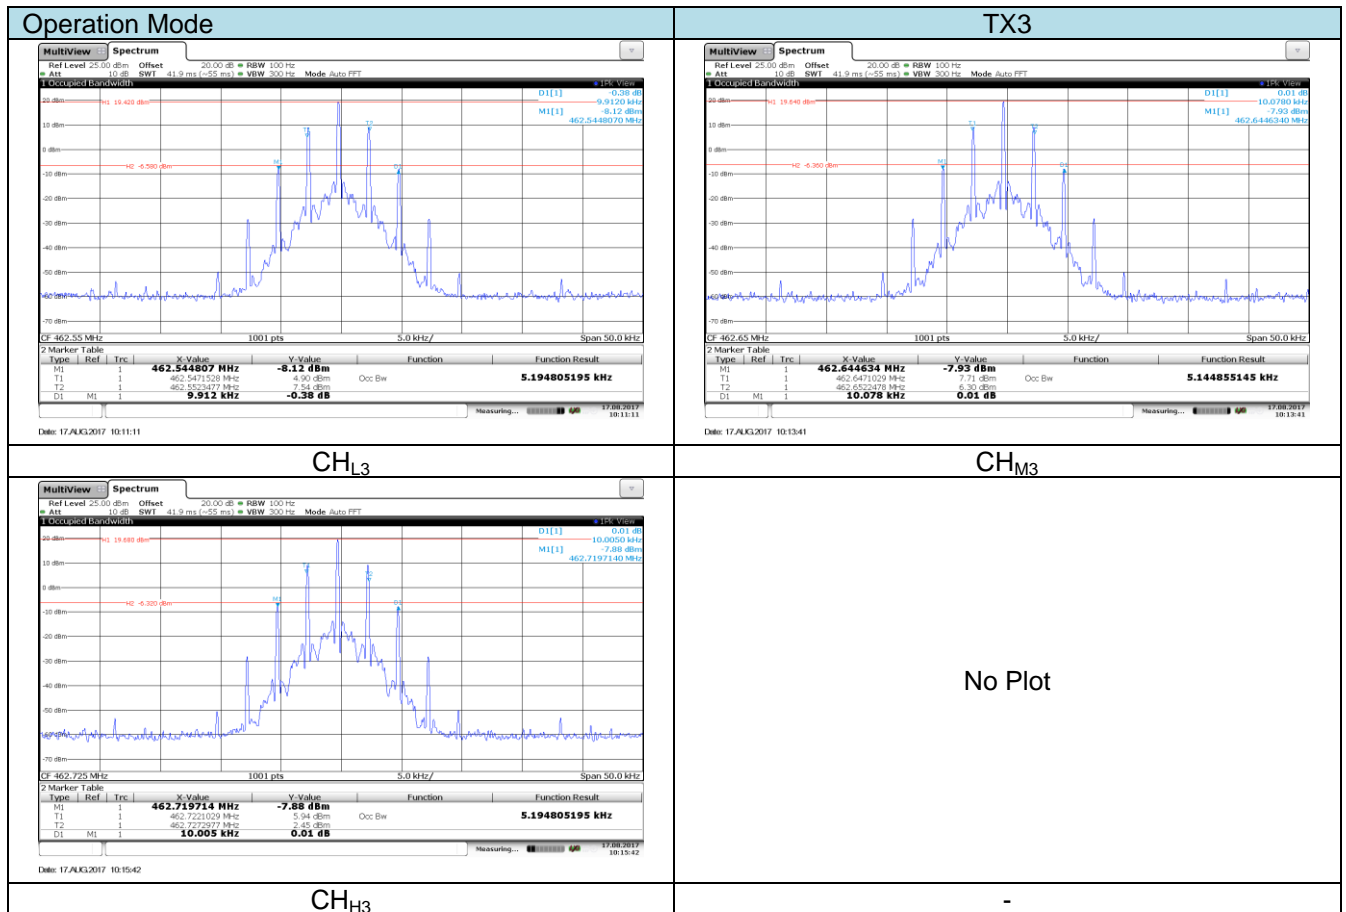 Operation Mode TX3
MultiView Spectrum
Ref Level 25.00 dBm Offset 20.00 dB RBW 100 Hz
Att 10 dB SWT 41.9 ms (~55 ms) VBW 300 Hz Mode Auto FFT
1 Occupied Bandwidth 1Pk View
D1[1] -0.38 dB
9.9120 kHz
M1[1] -8.12 dBm
462.5448070 MHz
20 dBm
H1 19.420 dBm
10 dBm
0 dBm
H2 -6.580 dBm
-10 dBm
-20 dBm
-30 dBm
-40 dBm
-50 dBm
-60 dBm
-70 dBm
M1
T1
T2
D1
CF 462.55 MHz 1001 pts 5.0 kHz/ Span 50.0 kHz
2 Marker Table
Type Ref Trc X-Value Y-Value Function Function Result
M1 1 462.544807 MHz -8.12 dBm
T1 1 462.5471528 MHz 4.90 dBm Occ Bw 5.194805195 kHz
T2 1 462.5523477 MHz 7.54 dBm
D1 M1 1 9.912 kHz -0.38 dB
Measuring... 17.08.2017
10:11:11
Date: 17.AUG.2017 10:11:11
MultiView Spectrum
Ref Level 25.00 dBm Offset 20.00 dB RBW 100 Hz
Att 10 dB SWT 41.9 ms (~55 ms) VBW 300 Hz Mode Auto FFT
1 Occupied Bandwidth 1Pk View
D1[1] 0.01 dB
10.0780 kHz
M1[1] -7.93 dBm
462.6446340 MHz
20 dBm
H1 19.640 dBm
10 dBm
0 dBm
H2 -6.360 dBm
-10 dBm
-20 dBm
-30 dBm
-40 dBm
-50 dBm
-60 dBm
-70 dBm
M1
T1
T2
D1
CF 462.65 MHz 1001 pts 5.0 kHz/ Span 50.0 kHz
2 Marker Table
Type Ref Trc X-Value Y-Value Function Function Result
M1 1 462.644634 MHz -7.93 dBm
T1 1 462.6471029 MHz 7.71 dBm Occ Bw 5.144855145 kHz
T2 1 462.6522478 MHz 6.30 dBm
D1 M1 1 10.078 kHz 0.01 dB
Measuring... 17.08.2017
10:13:41
Date: 17.AUG.2017 10:13:41
CHL3 CHM3
MultiView Spectrum
Ref Level 25.00 dBm Offset 20.00 dB RBW 100 Hz
Att 10 dB SWT 41.9 ms (~55 ms) VBW 300 Hz Mode Auto FFT
1 Occupied Bandwidth 1Pk View
D1[1] 0.01 dB
10.0050 kHz
M1[1] -7.88 dBm
462.7197140 MHz
20 dBm
H1 19.680 dBm
10 dBm
0 dBm
H2 -6.320 dBm
-10 dBm
-20 dBm
-30 dBm
-40 dBm
-50 dBm
-60 dBm
-70 dBm
M1
T1
T2
D1
CF 462.725 MHz 1001 pts 5.0 kHz/ Span 50.0 kHz
2 Marker Table
Type Ref Trc X-Value Y-Value Function Function Result
M1 1 462.719714 MHz -7.88 dBm
T1 1 462.7221029 MHz 5.94 dBm Occ Bw 5.194805195 kHz
T2 1 462.7272977 MHz 2.45 dBm
D1 M1 1 10.005 kHz 0.01 dB
Measuring... 17.08.2017
10:15:42
Date: 17.AUG.2017 10:15:42
No Plot
CHH3 -